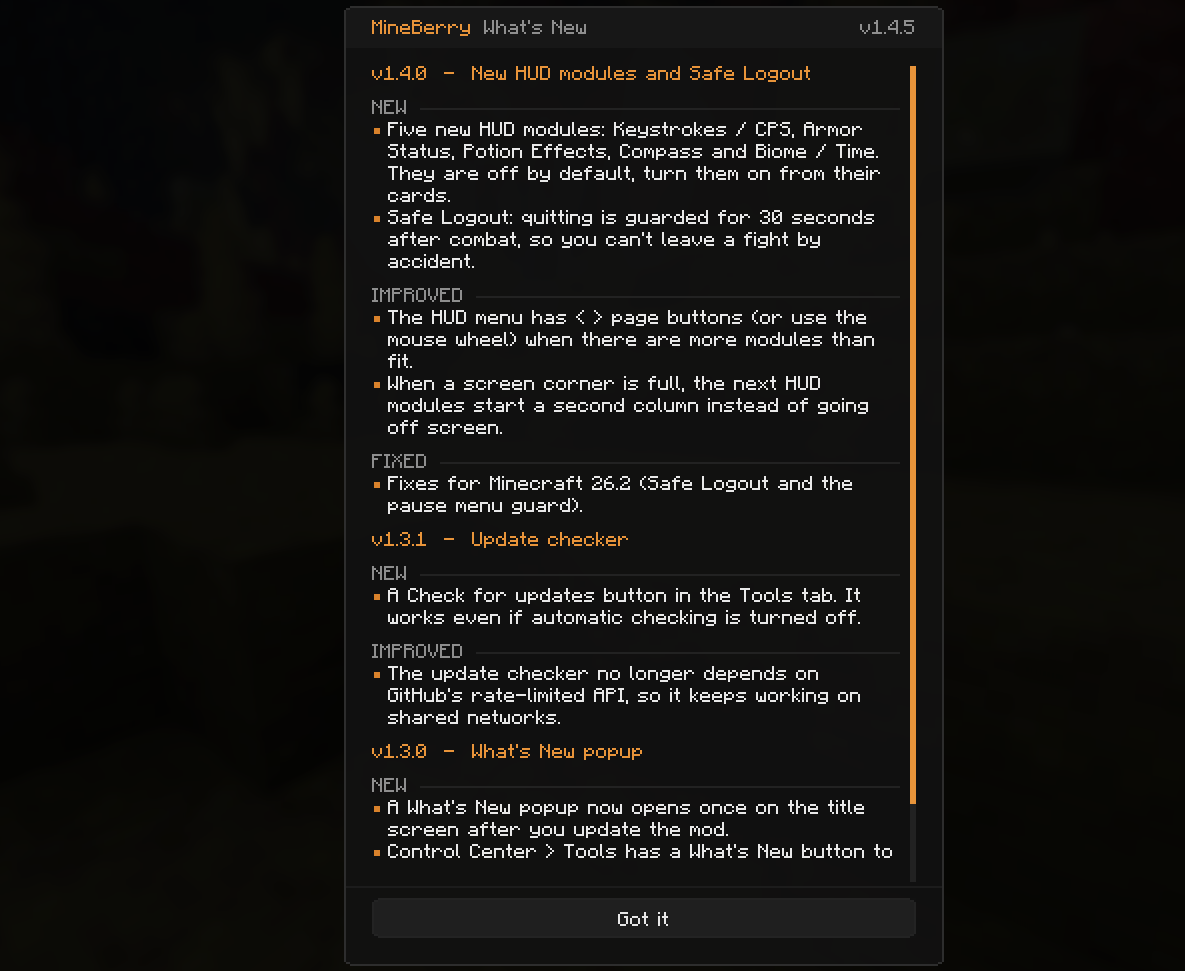 MineBerry What's New v1.4.5
v1.4.0 - New HUD modules and Safe Logout
NEW
Five new HUD modules: Keystrokes / CPS, Armor
Status, Potion Effects, Compass and Biome / Time.
They are off by default, turn them on from their
cards.
Safe Logout: quitting is guarded for 30 seconds
after combat, so you can't leave a fight by
accident.
IMPROVED
The HUD menu has < > page buttons (or use the
mouse wheel) when there are more modules than
fit.
When a screen corner is full, the next HUD
modules start a second column instead of going
off screen.
FIXED
Fixes for Minecraft 26.2 (Safe Logout and the
pause menu guard).
v1.3.1 - Update checker
NEW
A Check for updates button in the Tools tab. It
works even if automatic checking is turned off.
IMPROVED
The update checker no longer depends on
GitHub's rate-limited API, so it keeps working on
shared networks.
v1.3.0 - What's New popup
NEW
A What's New popup now opens once on the title
screen after you update the mod.
Control Center > Tools has a What's New button to
Got it